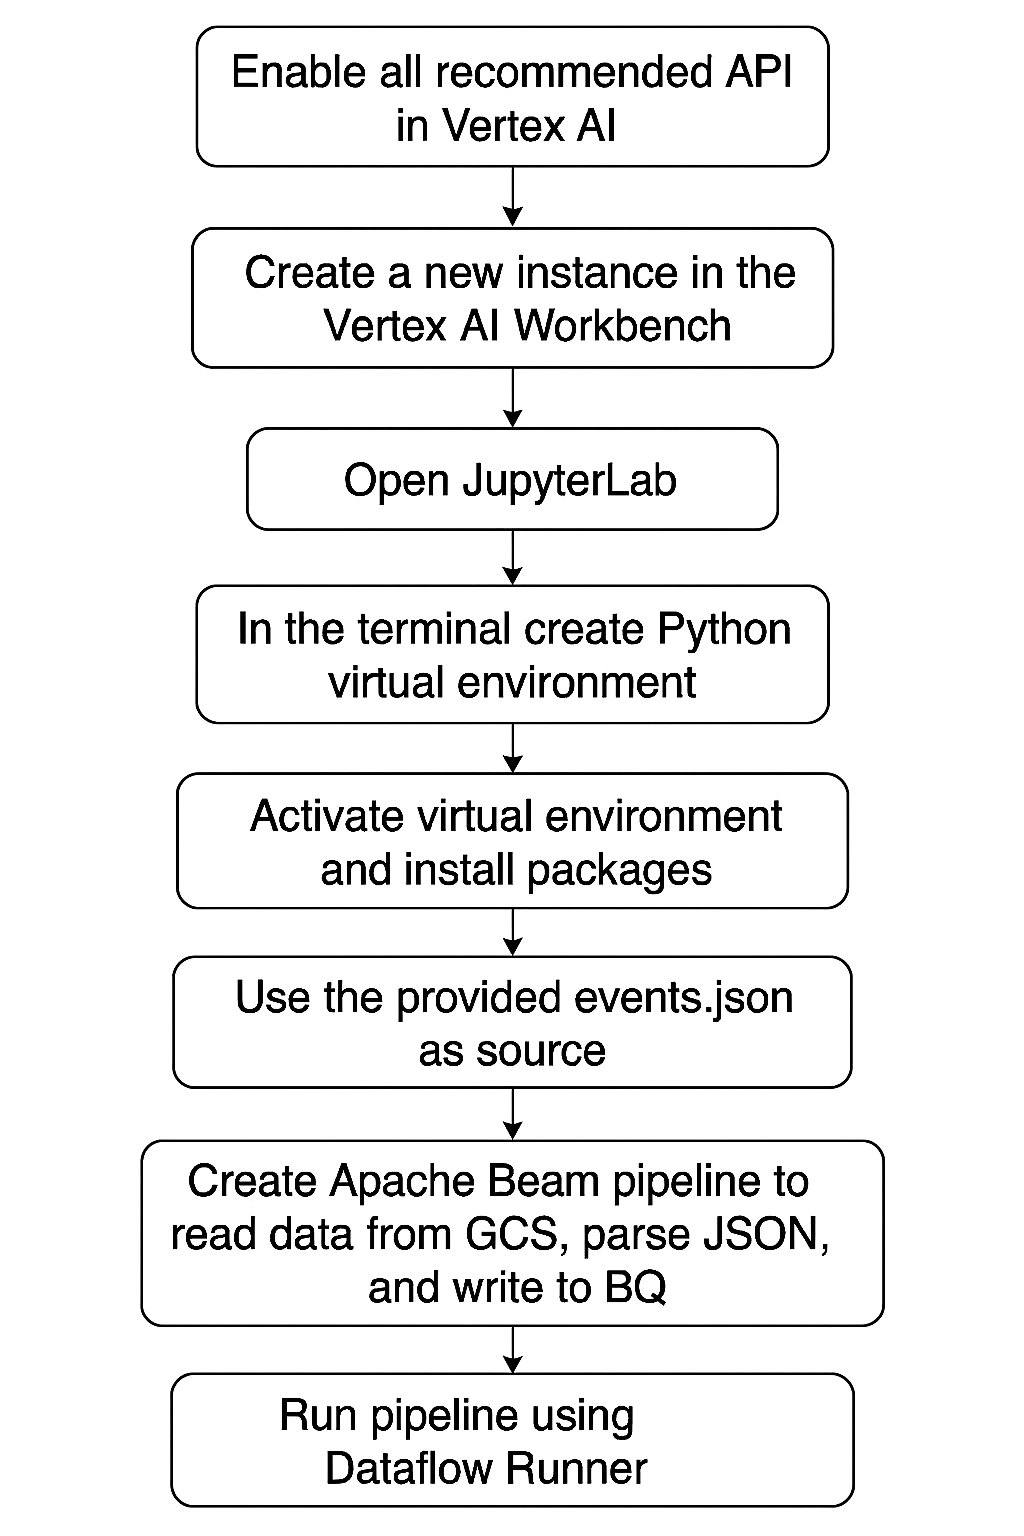 Enable all recommended API
in Vertex AI
Create a new instance in the
Vertex AI Workbench
Open JupyterLab
In the terminal create Python
virtual environment
Activate virtual environment
and install packages
Use the provided events.json
as source
Create Apache Beam pipeline to
read data from GCS, parse JSON,
and write to BQ
Run pipeline using
Dataflow Runner